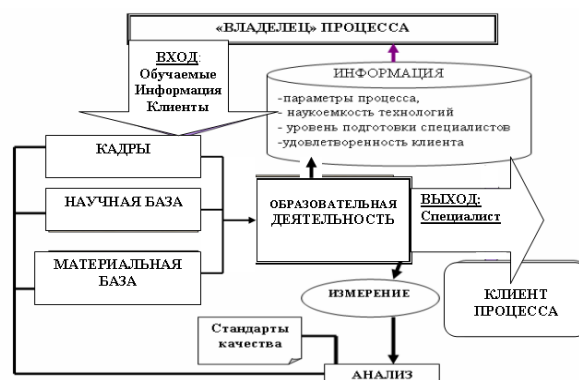 «ВЛАДЕЛЕЦ» ПРОЦЕССА
ВХОД:
Обучаемые
Информация
Клиенты
ИНФОРМАЦИЯ
-параметры процесса,
- наукоемкость технологий
- уровень подготовки специалистов
-удовлетворенность клиента
КАДРЫ
НАУЧНАЯ БАЗА
МАТЕРИАЛЬНАЯ
БАЗА
ОБРАЗОВАТЕЛЬНАЯ
ДЕЯТЕЛЬНОСТЬ
ВЫХОД:
Специалист
ИЗМЕРЕНИЕ
КЛИЕНТ
ПРОЦЕССА
Стандарты
качества
АНАЛИЗ